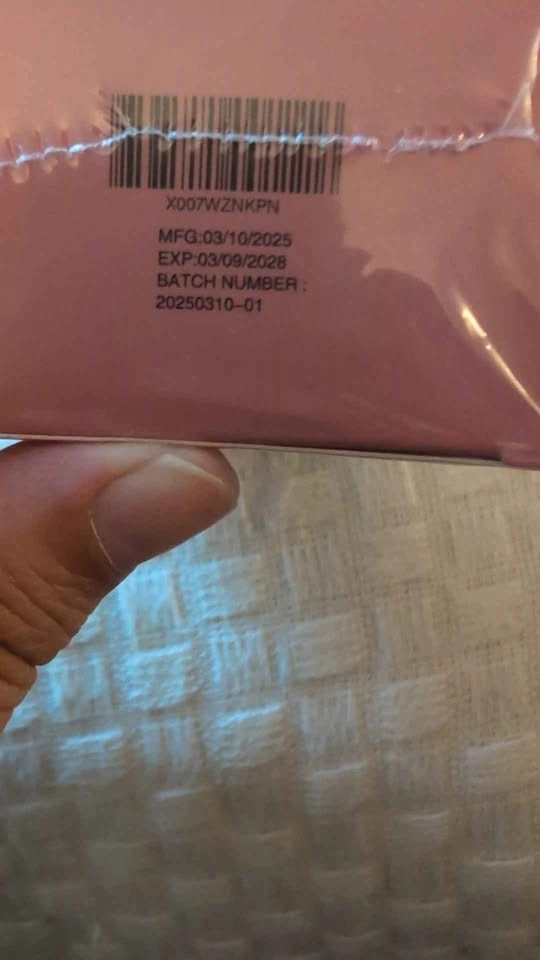 X007WZNKPN
MFG:03/10/2025
EXP:03/09/2028
BATCH NUMBER :
20250310-01